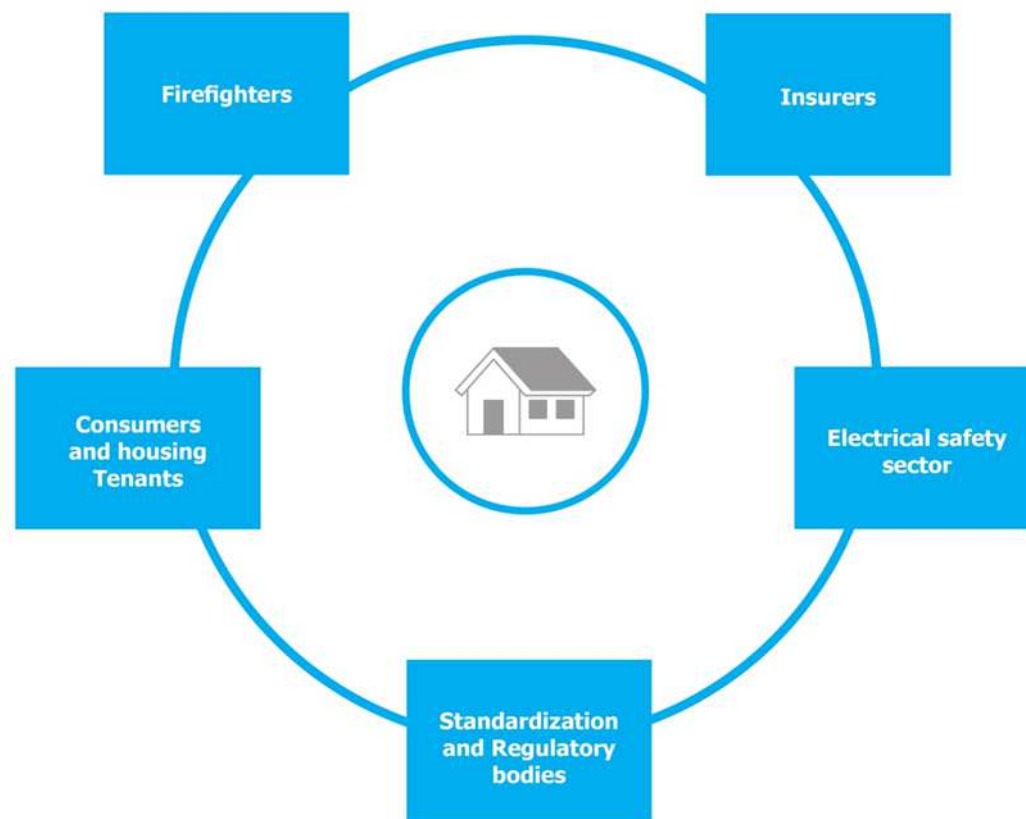 Firefighters
Insurers
Consumers
and housing
Tenants
Electrical safety
sector
Standardization
and Regulatory
bodies